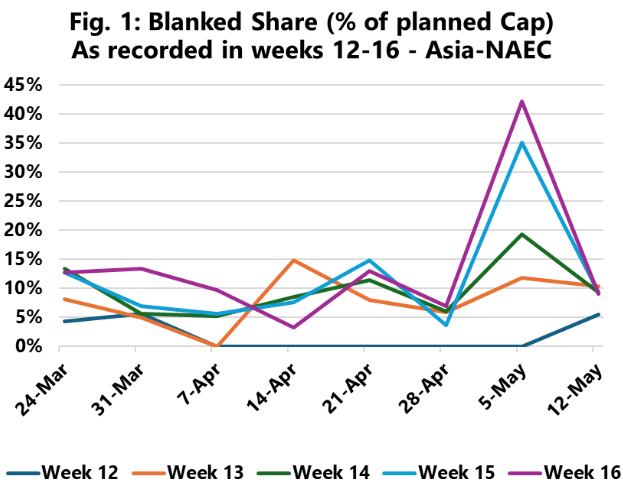 Fig. 1: Blanked Share (% of planned Cap)
As recorded in weeks 12-16 - Asia-NAEC
45%
40%
35%
30%
25%
20%
15%
10%
5%
0%
24-Mar
31-Mar
7-Apr
14-Apr
21-Apr
28-Apr
5-May
12-May
Week 12
Week 13
Week 14
Week 15
Week 16